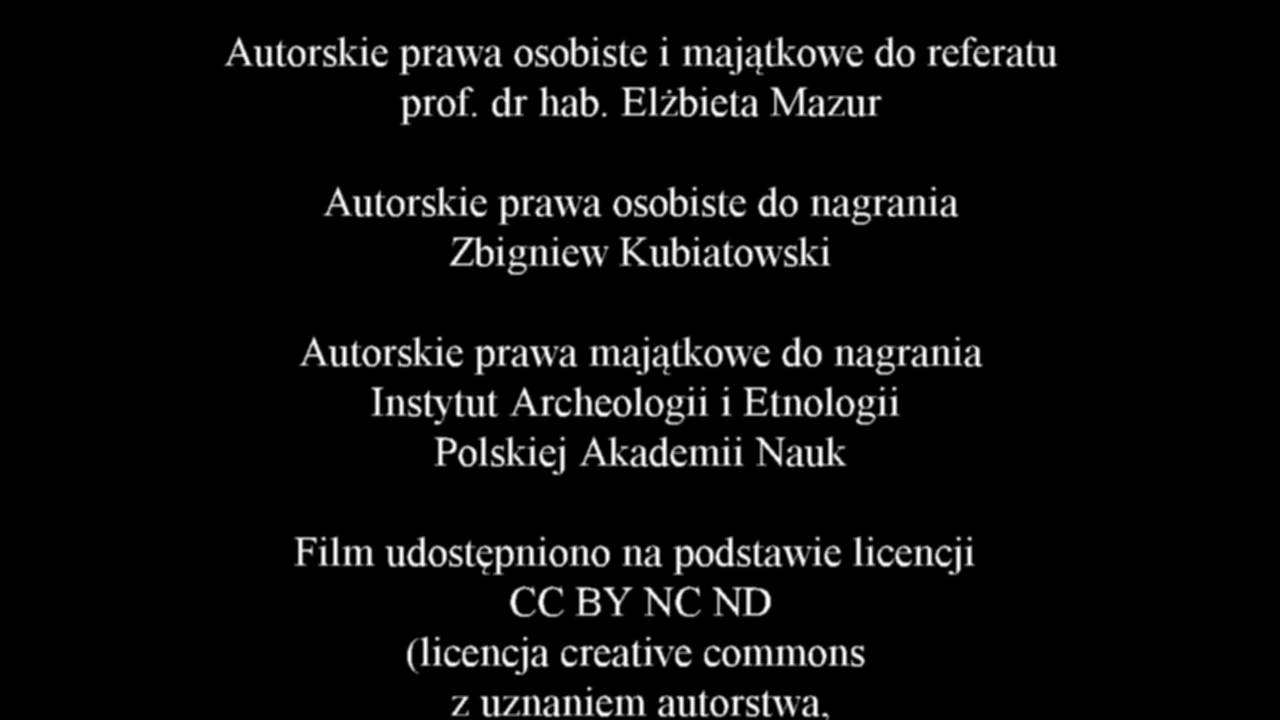 Autorskie prawa osobiste i majątkowe do referatu
prof. dr hab. Elżbieta Mazur
Autorskie prawa osobiste do nagrania
Zbigniew Kubiatowski
Autorskie prawa majątkowe do nagrania
Instytut Archeologii i Etnologii
Polskiej Akademii Nauk
Film udostępniono na podstawie licencji
CC BY NC ND
(licencja creative commons
z uznaniem autorstwa,